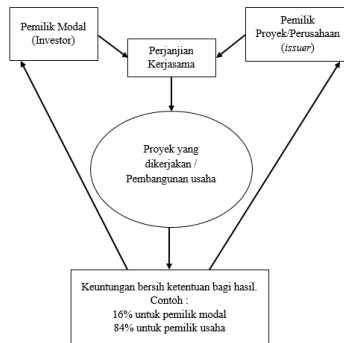 Pemilik Modal
(Investor)
Perjanjian
Kerjasama
Pemilik
Proyek/Perusahaan
(issuer)
Proyek yang
dikerjakan /
Pembangunan usaha
Keuntungan bersih ketentuan bagi hasil.
Contoh :
16% untuk pemilik modal
84% untuk pemilik usaha